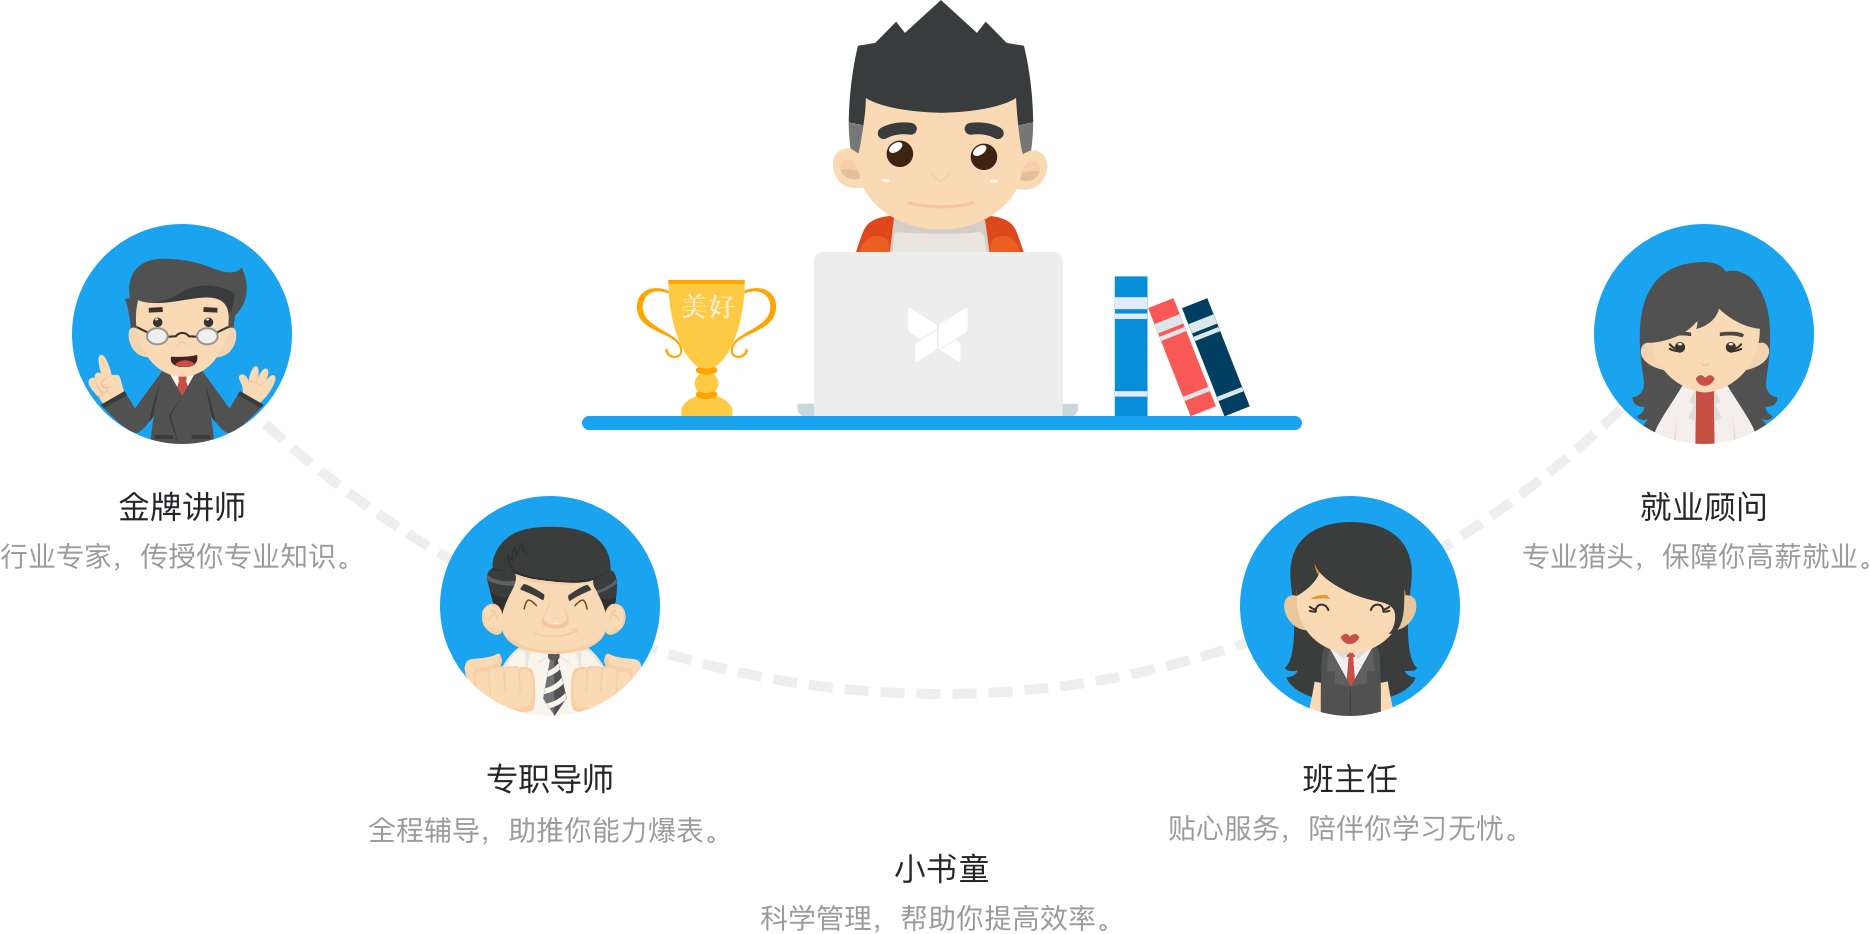 美好
金牌讲师
行业专家，传授你专业知识。
就业顾问
专业猎头，保障你高薪就业。
专职导师
全程辅导，助推你能力爆表。
班主任
贴心服务，陪伴你学习无忧。
小书童
科学管理，帮助你提高效率。